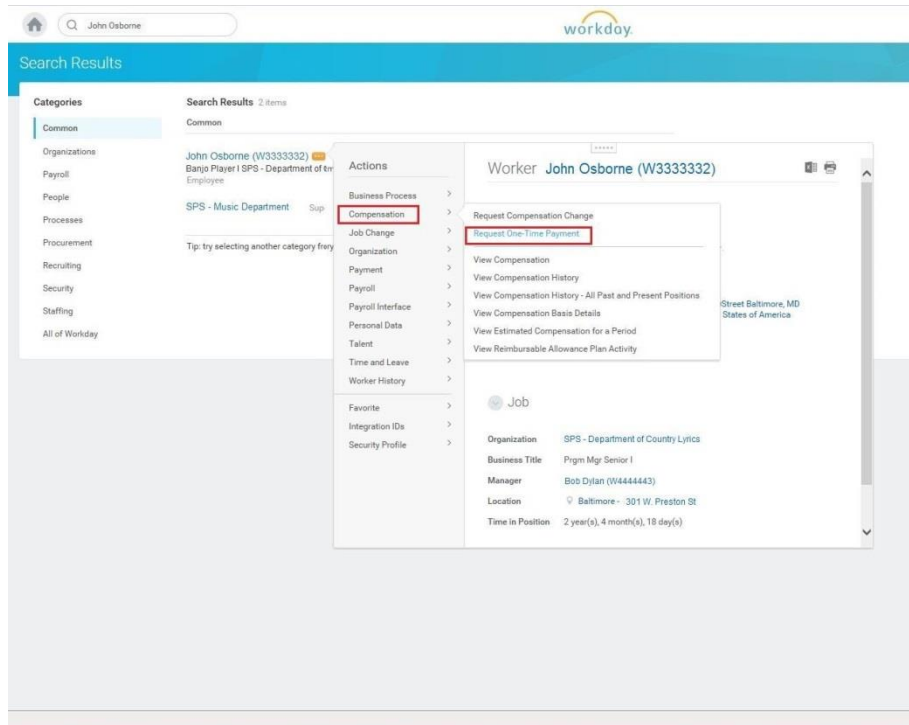 John Osborne
workday.
Search Results
Categories
Common
Organizations
Payroll
People
Processes
Procurement
Recruiting
Security
Staffing
All of Workday
Search Results 2 items
Common
John Osborne (W3333332)
Banjo Player I SPS - Department of
Employee
SPS - Music Department Sup
Tip: try selecting another category
Actions
Business Process
Compensation
Job Change
Organization
Payment
Payroll
Payroll Interface
Personal Data
Talent
Time and Leave
Worker History
Favorite
Integration IDs
Security Profile
Worker John Osborne (W3333332)
Request Compensation Change
Request One-Time Payment
View Compensation
View Compensation History
View Compensation History - All Past and Present Positions
View Compensation Basis Details
View Estimated Compensation for a Period
View Reimbursable Allowance Plan Activity
Street Baltimore, MD
States of America
Job
Organization SPS - Department of Country Lyrics
Business Title Prgm Mgr Senior I
Manager Bob Dylan (W4444443)
Location Baltimore - 301 W. Preston St
Time in Position 2 year(s), 4 month(s), 18 day(s)